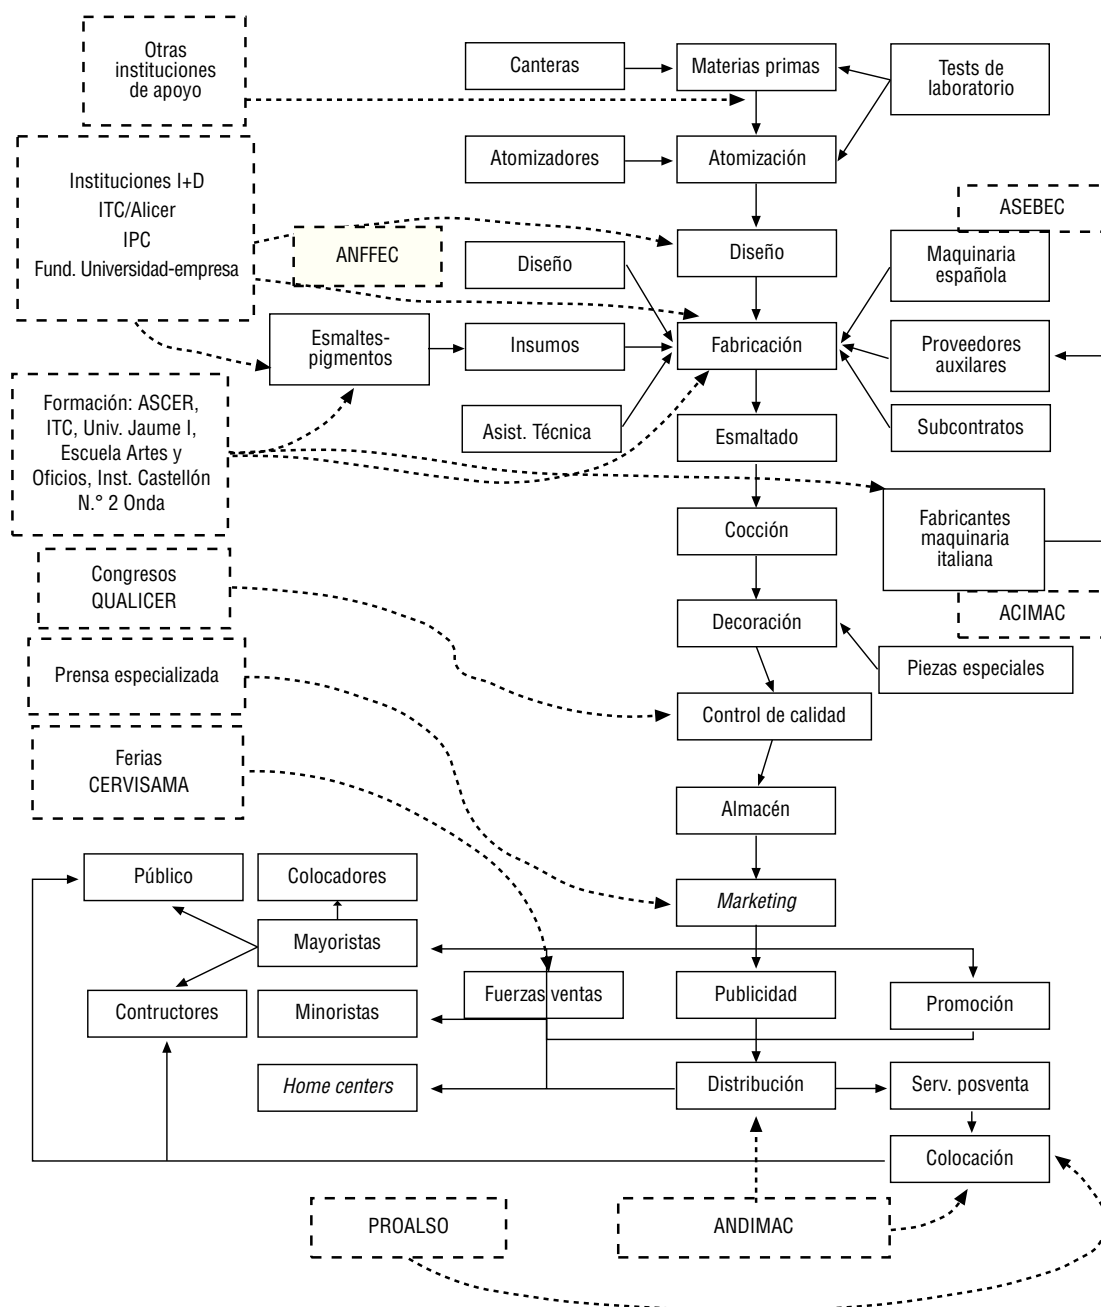 Otras
instituciones
de apoyo
Canteras
Materias primas
Tests de
laboratorio
Atomizadores
Atomización
Instituciones I+D
ITC/Alicer
IPC
Fund. Universidad-empresa
ANFFEC
ASEBEC
Diseño
Diseño
Maquinaria
española
Esmaltes-
pigmentos
Insumos
Fabricación
Proveedores
auxilares
Formación: ASCER,
ITC, Univ. Jaume I,
Escuela Artes y
Oficios, Inst. Castellón
N.° 2 Onda
Asist. Técnica
Esmaltado
Subcontratos
Cocción
Fabricantes
maquinaria
italiana
Congresos
QUALICER
Decoración
ACIMAC
Prensa especializada
Piezas especiales
Control de calidad
Ferias
CERVISAMA
Almacén
Público
Colocadores
Marketing
Mayoristas
Contructores
Minoristas
Fuerzas ventas
Publicidad
Promoción
Home centers
Distribución
Serv. posventa
Colocación
PROALSO
ANDIMAC